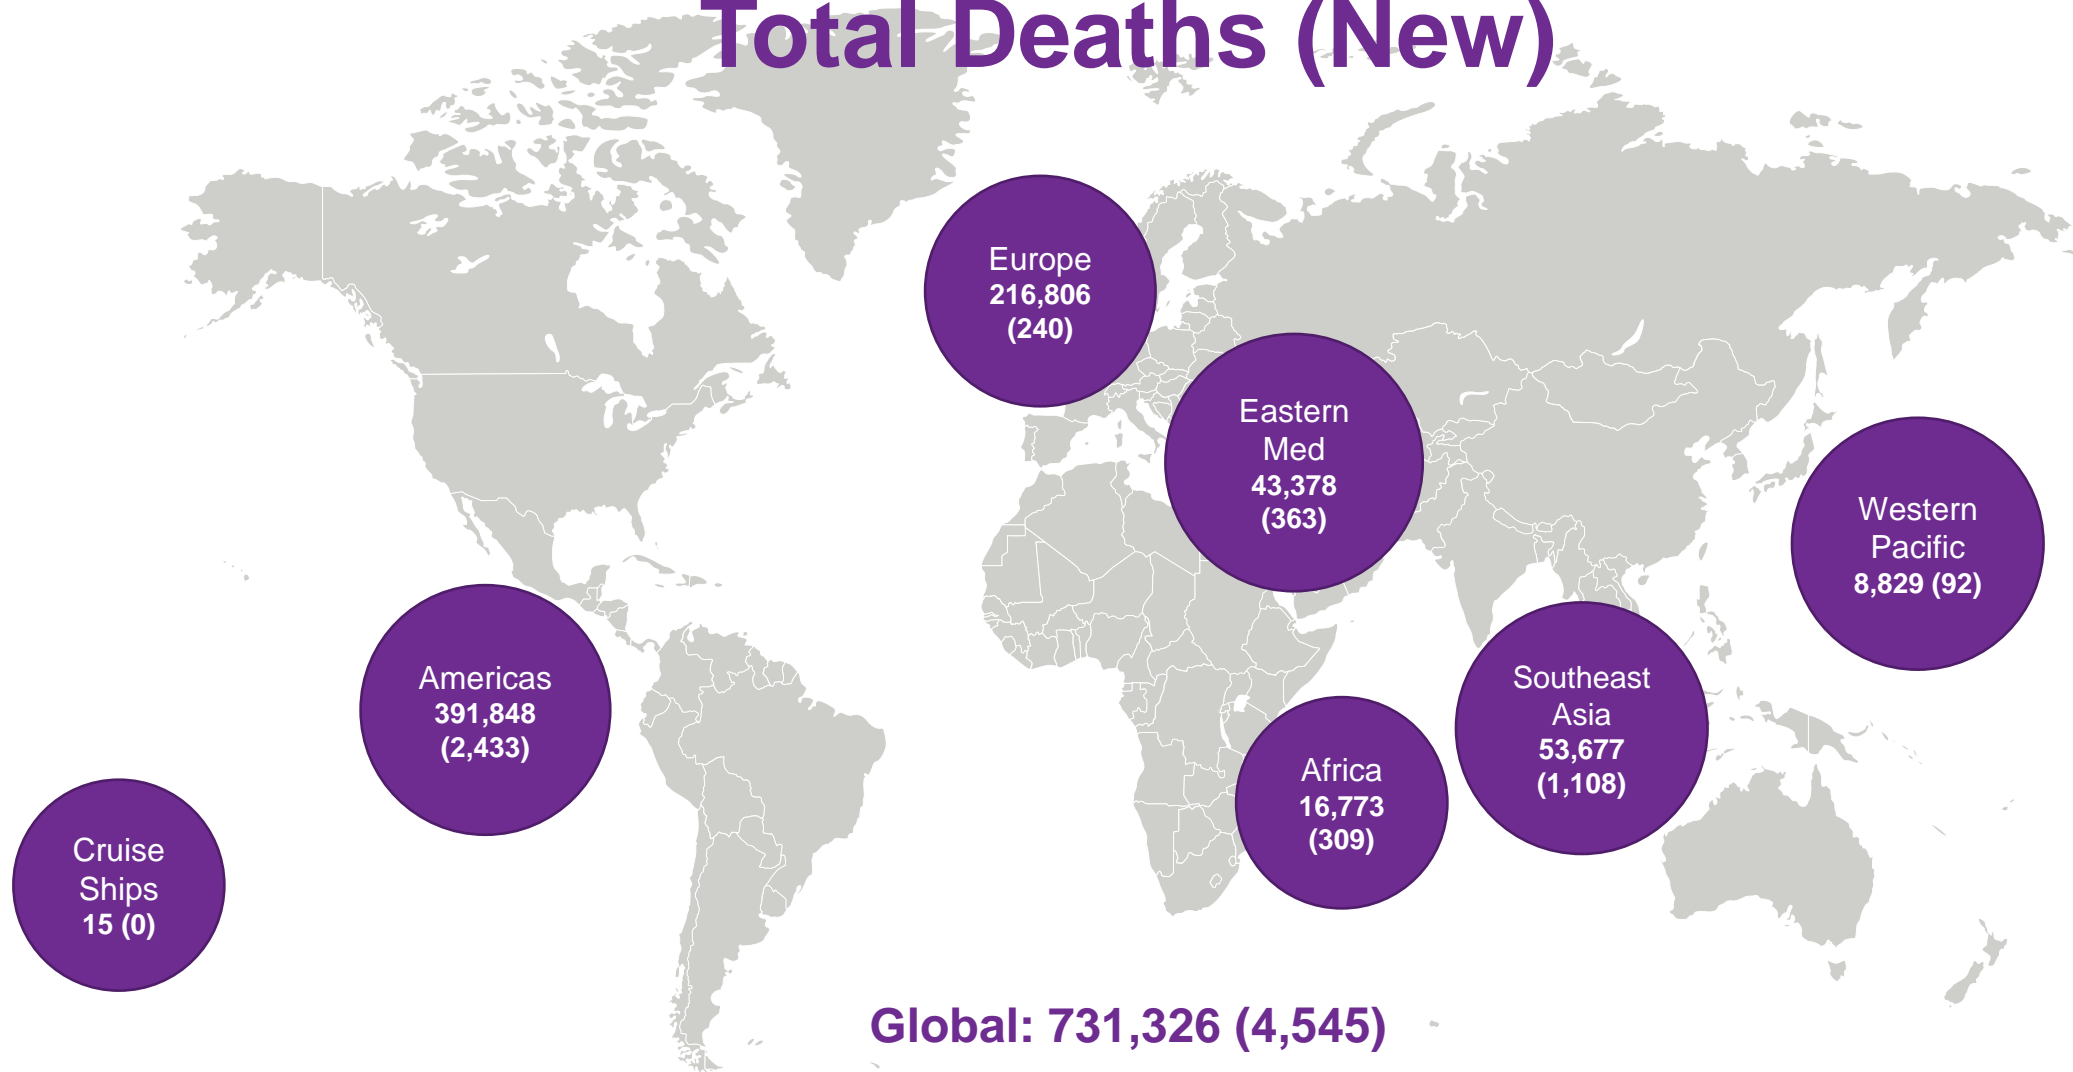 Total Deaths (New)
Europe
216,806
(240)
Eastern
Med
43,378
(363)
Western
Pacific
8,829 (92)
Americas
391,848
(2,433)
Southeast
Asia
53,677
(1,108)
Africa
16,773
(309)
Cruise
Ships
15 (0)
Global: 731,326 (4,545)